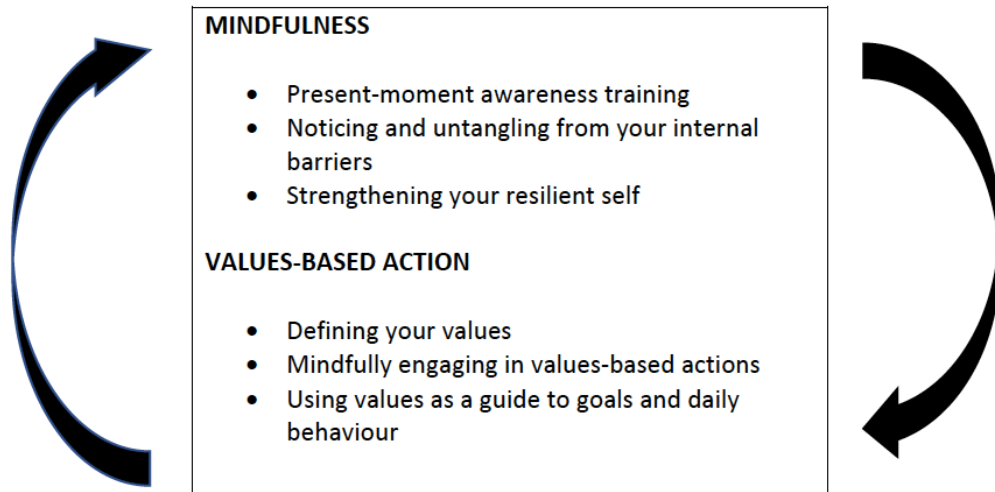 MINDFULNESS
• Present-moment awareness training
• Noticing and untangling from your internal
barriers
• Strengthening your resilient self
VALUES-BASED ACTION
• Defining your values
• Mindfully engaging in values-based actions
• Using values as a guide to goals and daily
behaviour